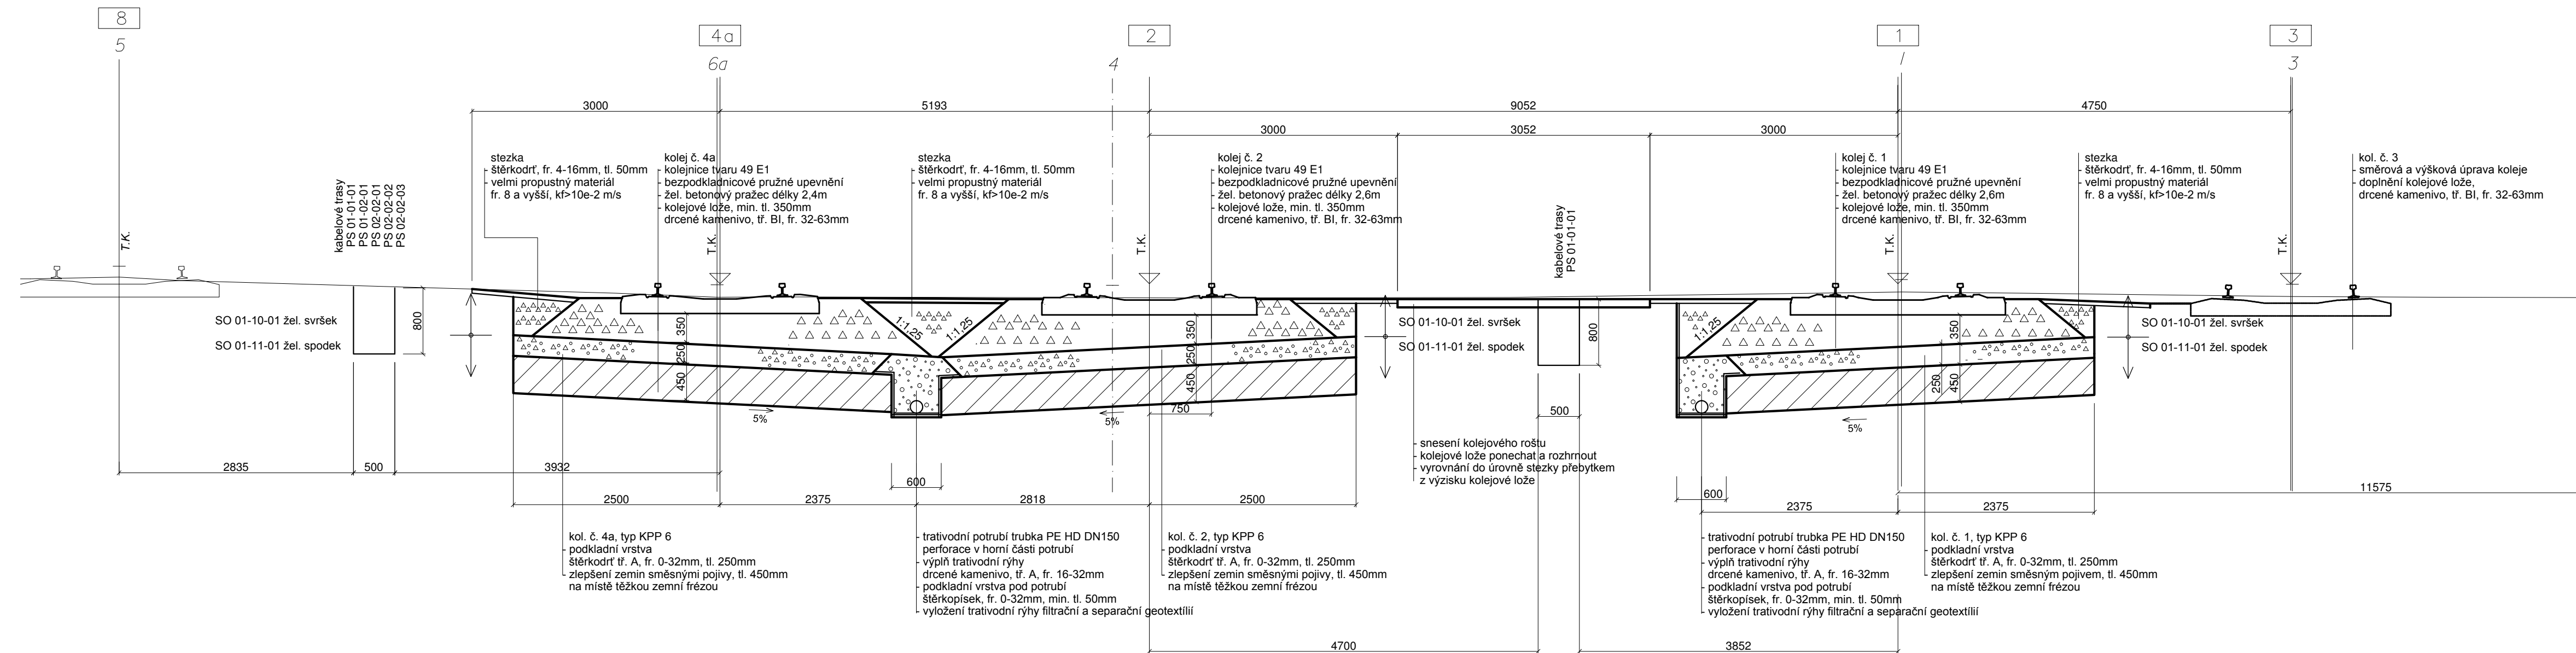 8
5
4a
6a
2
4
1
/
3
3
3000
5193
9052
4750
3000
3052
3000
stezka
štěrkodrť, fr. 4-16mm, tl. 50mm
velmi propustný materiál
fr. 8 a vyšší, kf>10e-2 m/s
kolej č. 4a
kolejnice tvaru 49 E1
bezpodkladnicové pružné upevnění
žel. betonový pražec délky 2,4m
kolejové lože, min. tl. 350mm
drcené kamenivo, tř. BI, fr. 32-63mm
stezka
štěrkodrť, fr. 4-16mm, tl. 50mm
velmi propustný materiál
fr. 8 a vyšší, kf>10e-2 m/s
kolej č. 2
kolejnice tvaru 49 E1
bezpodkladnicové pružné upevnění
žel. betonový pražec délky 2,6m
kolejové lože, min. tl. 350mm
drcené kamenivo, tř. BI, fr. 32-63mm
kolej č. 1
kolejnice tvaru 49 E1
bezpodkladnicové pružné upevnění
žel. betonový pražec délky 2,6m
kolejové lože, min. tl. 350mm
drcené kamenivo, tř. BI, fr. 32-63mm
stezka
štěrkodrť, fr. 4-16mm, tl. 50mm
velmi propustný materiál
fr. 8 a vyšší, kf>10e-2 m/s
kol. č. 3
směrová a výšková úprava koleje
doplnění kolejové lože,
drcené kamenivo, tř. BI, fr. 32-63mm
T.K.
kabelové trasy
PS 01-01-01
PS 01-02-01
PS 02-02-01
PS 02-02-02
PS 02-02-03
T.K.
T.K.
kabelové trasy
PS 01-01-01
T.K.
T.K.
SO 01-10-01 žel. svršek
SO 01-11-01 žel. spodek
800
350
250
450
1:1,25
1:1,25
350
250
450
SO 01-10-01 žel. svršek
SO 01-11-01 žel. spodek
800
1:1,25
350
250
450
SO 01-10-01 žel. svršek
SO 01-11-01 žel. spodek
5%
5%
750
500
5%
- snesení kolejového roštu
- kolejové lože ponechat a rozhrnout
- vyrovnání do úrovně stezky přebytkem
z výzisku kolejové lože
2835
500
3932
600
600
2500
2375
2818
2500
2375
2375
11575
kol. č. 4a, typ KPP 6
podkladní vrstva
štěrkodrť tř. A, fr. 0-32mm, tl. 250mm
zlepšení zemin směsnými pojivy, tl. 450mm
na místě těžkou zemní frézou
- trativodní potrubí trubka PE HD DN150
perforace v horní části potrubí
- výplň trativodní rýhy
drcené kamenivo, tř. A, fr. 16-32mm
- podkladní vrstva pod potrubí
štěrkopísek, fr. 0-32mm, min. tl. 50mm
- vyložení trativodní rýhy filtrační a separační geotextílií
kol. č. 2, typ KPP 6
- podkladní vrstva
štěrkodrť tř. A, fr. 0-32mm, tl. 250mm
- zlepšení zemin směsnými pojivy, tl. 450mm
na místě těžkou zemní frézou
- trativodní potrubí trubka PE HD DN150
perforace v horní části potrubí
- výplň trativodní rýhy
drcené kamenivo, tř. A, fr. 16-32mm
- podkladní vrstva pod potrubí
štěrkopísek, fr. 0-32mm, min. tl. 50mm
- vyložení trativodní rýhy filtrační a separační geotextílií
kol. č. 1, typ KPP 6
- podkladní vrstva
štěrkodrť tř. A, fr. 0-32mm, tl. 250mm
- zlepšení zemin směsným pojivem, tl. 450mm
na místě těžkou zemní frézou
4700
3852